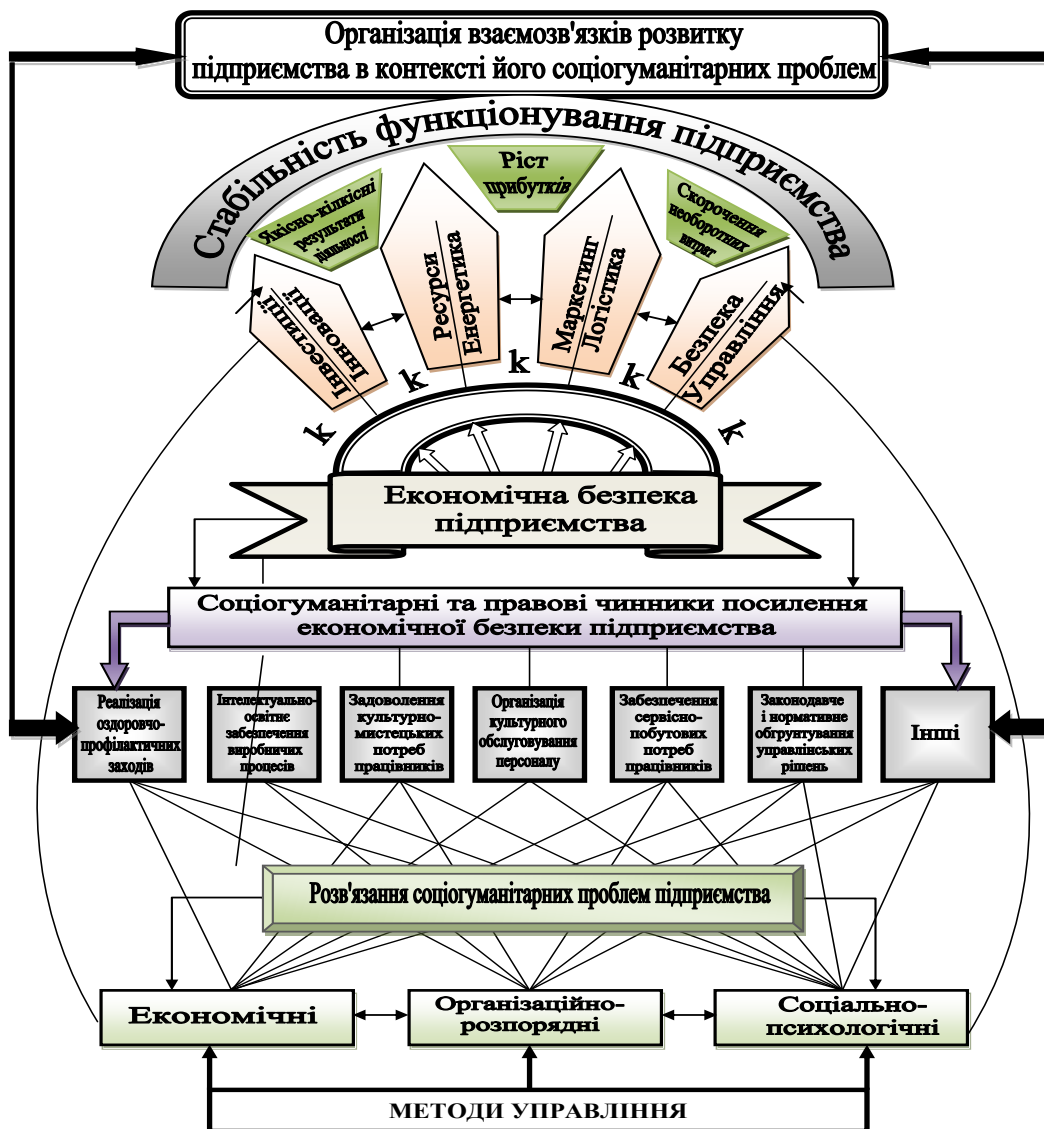 Організація взаємозв'язків розвитку
підприємства в контексті його соціогуманітарних проблем
Стабільність функціонування підприємства
Якісно-кілкісні
результати
діяльності
Ріст
прибутків
Скорочення
необоротних
витрат
Інвестиції
Інновації
Ресурси
Енергетика
Маркетинг
Логістика
Безпека
Управління
k
k
k
k
k
Економічна безпека
підприємства
Соціогуманітарні та правові чинники посилення
економічної безпеки підприємства
Реалізація
оздоровчо-
профілактичних
заходів
Інтелектуально-
освітнє
забезпечення
виробничих
процесів
Задоволення
культурно-
мистецьких
потреб
працівників
Організація
культурного
обслуговування
персоналу
Забезпечення
сервісно-
побутових
потреб
працівників
Законодавче
і нормативне
обгрунтування
управлінських
рішень
Інші
Розв'язання соціогуманітарних проблем підприємства
Економічні
Організаційно-
розпорядні
Соціально-
психологічні
МЕТОДИ УПРАВЛІННЯ